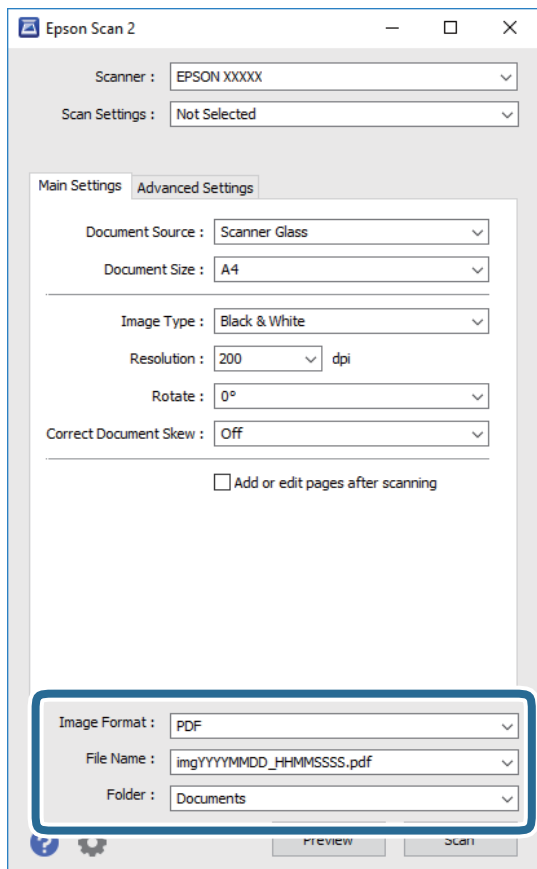 Epson Scan 2
Scanner : EPSON XXXXX
Scan Settings : Not Selected
Main Settings Advanced Settings
Document Source : Scanner Glass
Document Size : A4
Image Type : Black & White
Resolution : 200 dpi
Rotate : 0°
Correct Document Skew : Off
Add or edit pages after scanning
Image Format : PDF
File Name : imgYYYYMMDD_HHMMSSSS.pdf
Folder : Documents
? Preview Scan